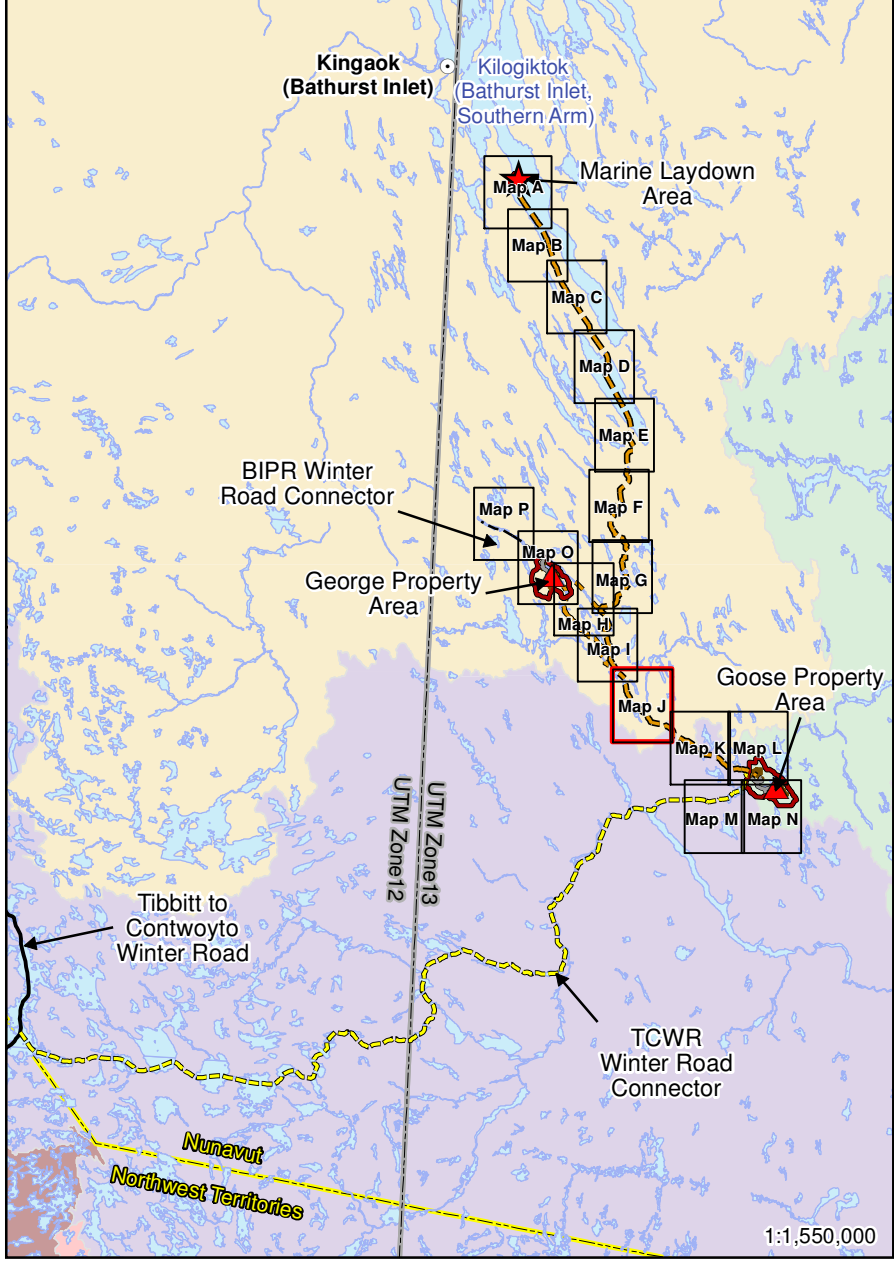 Kingaok
(Bathurst Inlet)
Kilogiktok
(Bathurst Inlet,
Southern Arm)
Marine Laydown
Area
Map A
Map B
Map C
Map D
Map E
BIPR Winter
Road Connector
Map P
Map F
Map O
George Property
Area
Map G
Map H
Map I
Goose Property
Area
Map J
Map K
Map L
Map M
Map N
UTM Zone12
UTM Zone13
Tibbitt to
Contwoyto
Winter Road
TCWR
Winter Road
Connector
Nunavut
Northwest Territories
1:1,550,000